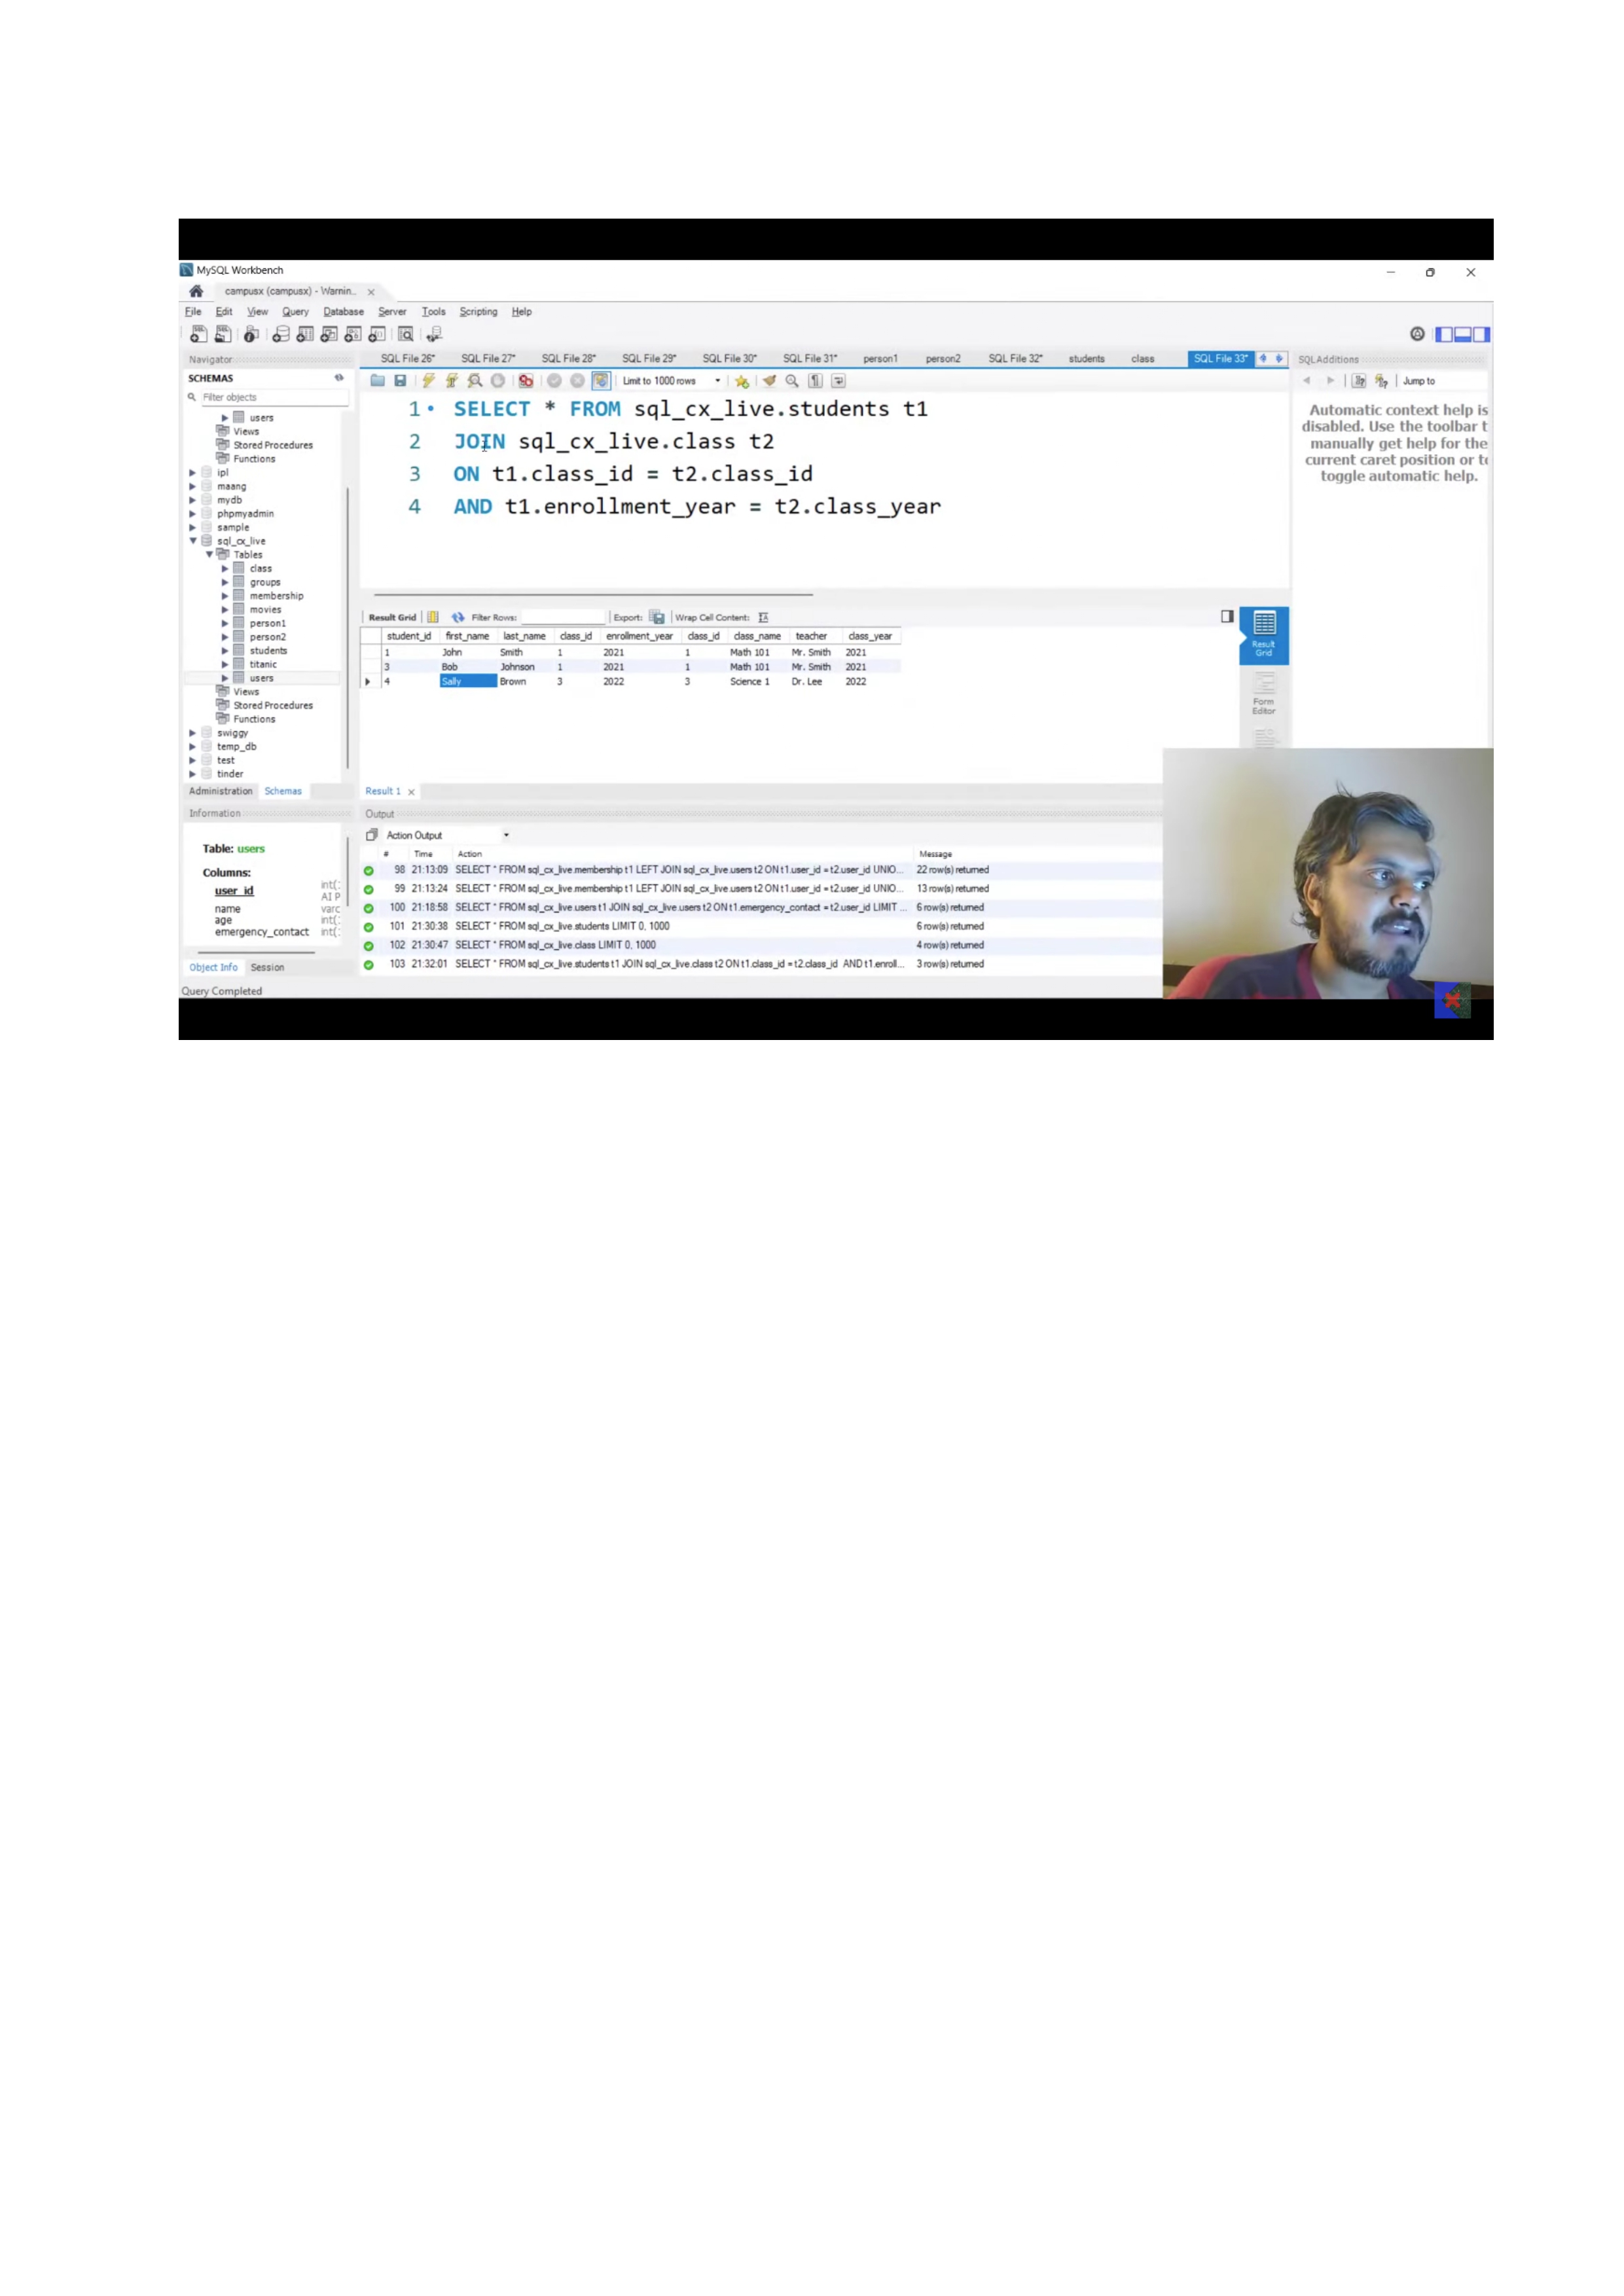 MySQL Workbench
campusx (campusx) - Warnin..
File Edit View Query Database Server Tools Scripting Help
Navigator
SQL File 26* SQL File 27* SQL File 28* SQL File 29* SQL File 30* SQL File 31* person1 person2 SQL File 32* students class SQL File 33*
SQLAdditions
SCHEMAS
Limit to 1000 rows
Jump to
Filter objects
users
Views
Stored Procedures
Functions
ipl
maang
mydb
phpmyadmin
sample
sql_cx_live
Tables
class
groups
membership
movies
person1
person2
students
titanic
users
Views
Stored Procedures
Functions
swiggy
temp_db
test
tinder
Administration Schemas
1 SELECT * FROM sql_cx_live.students t1
2 JOIN sql_cx_live.class t2
3 ON t1.class_id = t2.class_id
4 AND t1.enrollment_year = t2.class_year
Automatic context help is
disabled. Use the toolbar t
manually get help for the
current caret position or t
toggle automatic help.
Result Grid Filter Rows: Export: Wrap Cell Content:
student_id first_name last_name class_id enrollment_year class_id class_name teacher class_year
1 John Smith 1 2021 1 Math 101 Mr. Smith 2021
3 Bob Johnson 1 2021 1 Math 101 Mr. Smith 2021
4 Sally Brown 3 2022 3 Science 1 Dr. Lee 2022
Result
Grid
Form
Editor
Result 1
Information
Table: users
Columns:
user_id int(
AI P
name varc
age int(
emergency_contact int(
Object Info Session
Query Completed
Output
Action Output
# Time Action Message
98 21:13:09 SELECT * FROM sql_cx_live.membership t1 LEFT JOIN sql_cx_live.users t2 ON t1.user_id = t2.user_id UNIO... 22 row(s) returned
99 21:13:24 SELECT * FROM sql_cx_live.membership t1 LEFT JOIN sql_cx_live.users t2 ON t1.user_id = t2.user_id UNIO... 13 row(s) returned
100 21:18:58 SELECT * FROM sql_cx_live.users t1 JOIN sql_cx_live.users t2 ON t1.emergency_contact = t2.user_id LIMIT ... 6 row(s) returned
101 21:30:38 SELECT * FROM sql_cx_live.students LIMIT 0, 1000 6 row(s) returned
102 21:30:47 SELECT * FROM sql_cx_live.class LIMIT 0, 1000 4 row(s) returned
103 21:32:01 SELECT * FROM sql_cx_live.students t1 JOIN sql_cx_live.class t2 ON t1.class_id = t2.class_id AND t1.enroll... 3 row(s) returned